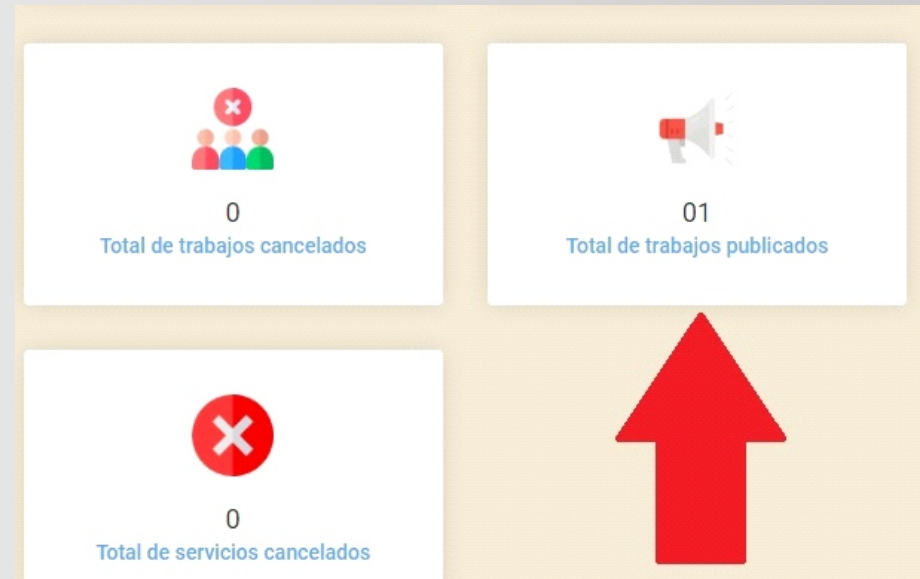 0
Total de trabajos cancelados
01
Total de trabajos publicados
0
Total de servicios cancelados